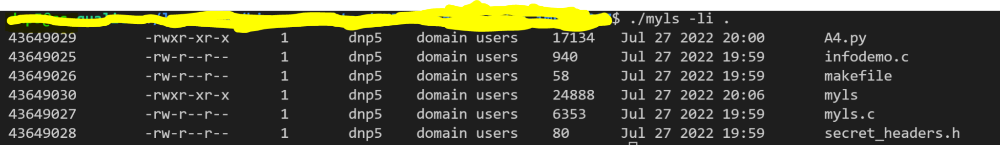 $ ./myls -li .
43649029 -rwxr-xr-x 1 dnp5 domain users 17134 Jul 27 2022 20:00 A4.py
43649025 -rw-r--r-- 1 dnp5 domain users 940 Jul 27 2022 19:59 infodemo.c
43649026 -rw-r--r-- 1 dnp5 domain users 58 Jul 27 2022 19:59 makefile
43649030 -rwxr-xr-x 1 dnp5 domain users 24888 Jul 27 2022 20:06 myls
43649027 -rw-r--r-- 1 dnp5 domain users 6353 Jul 27 2022 19:59 myls.c
43649028 -rw-r--r-- 1 dnp5 domain users 80 Jul 27 2022 19:59 secret_headers.h